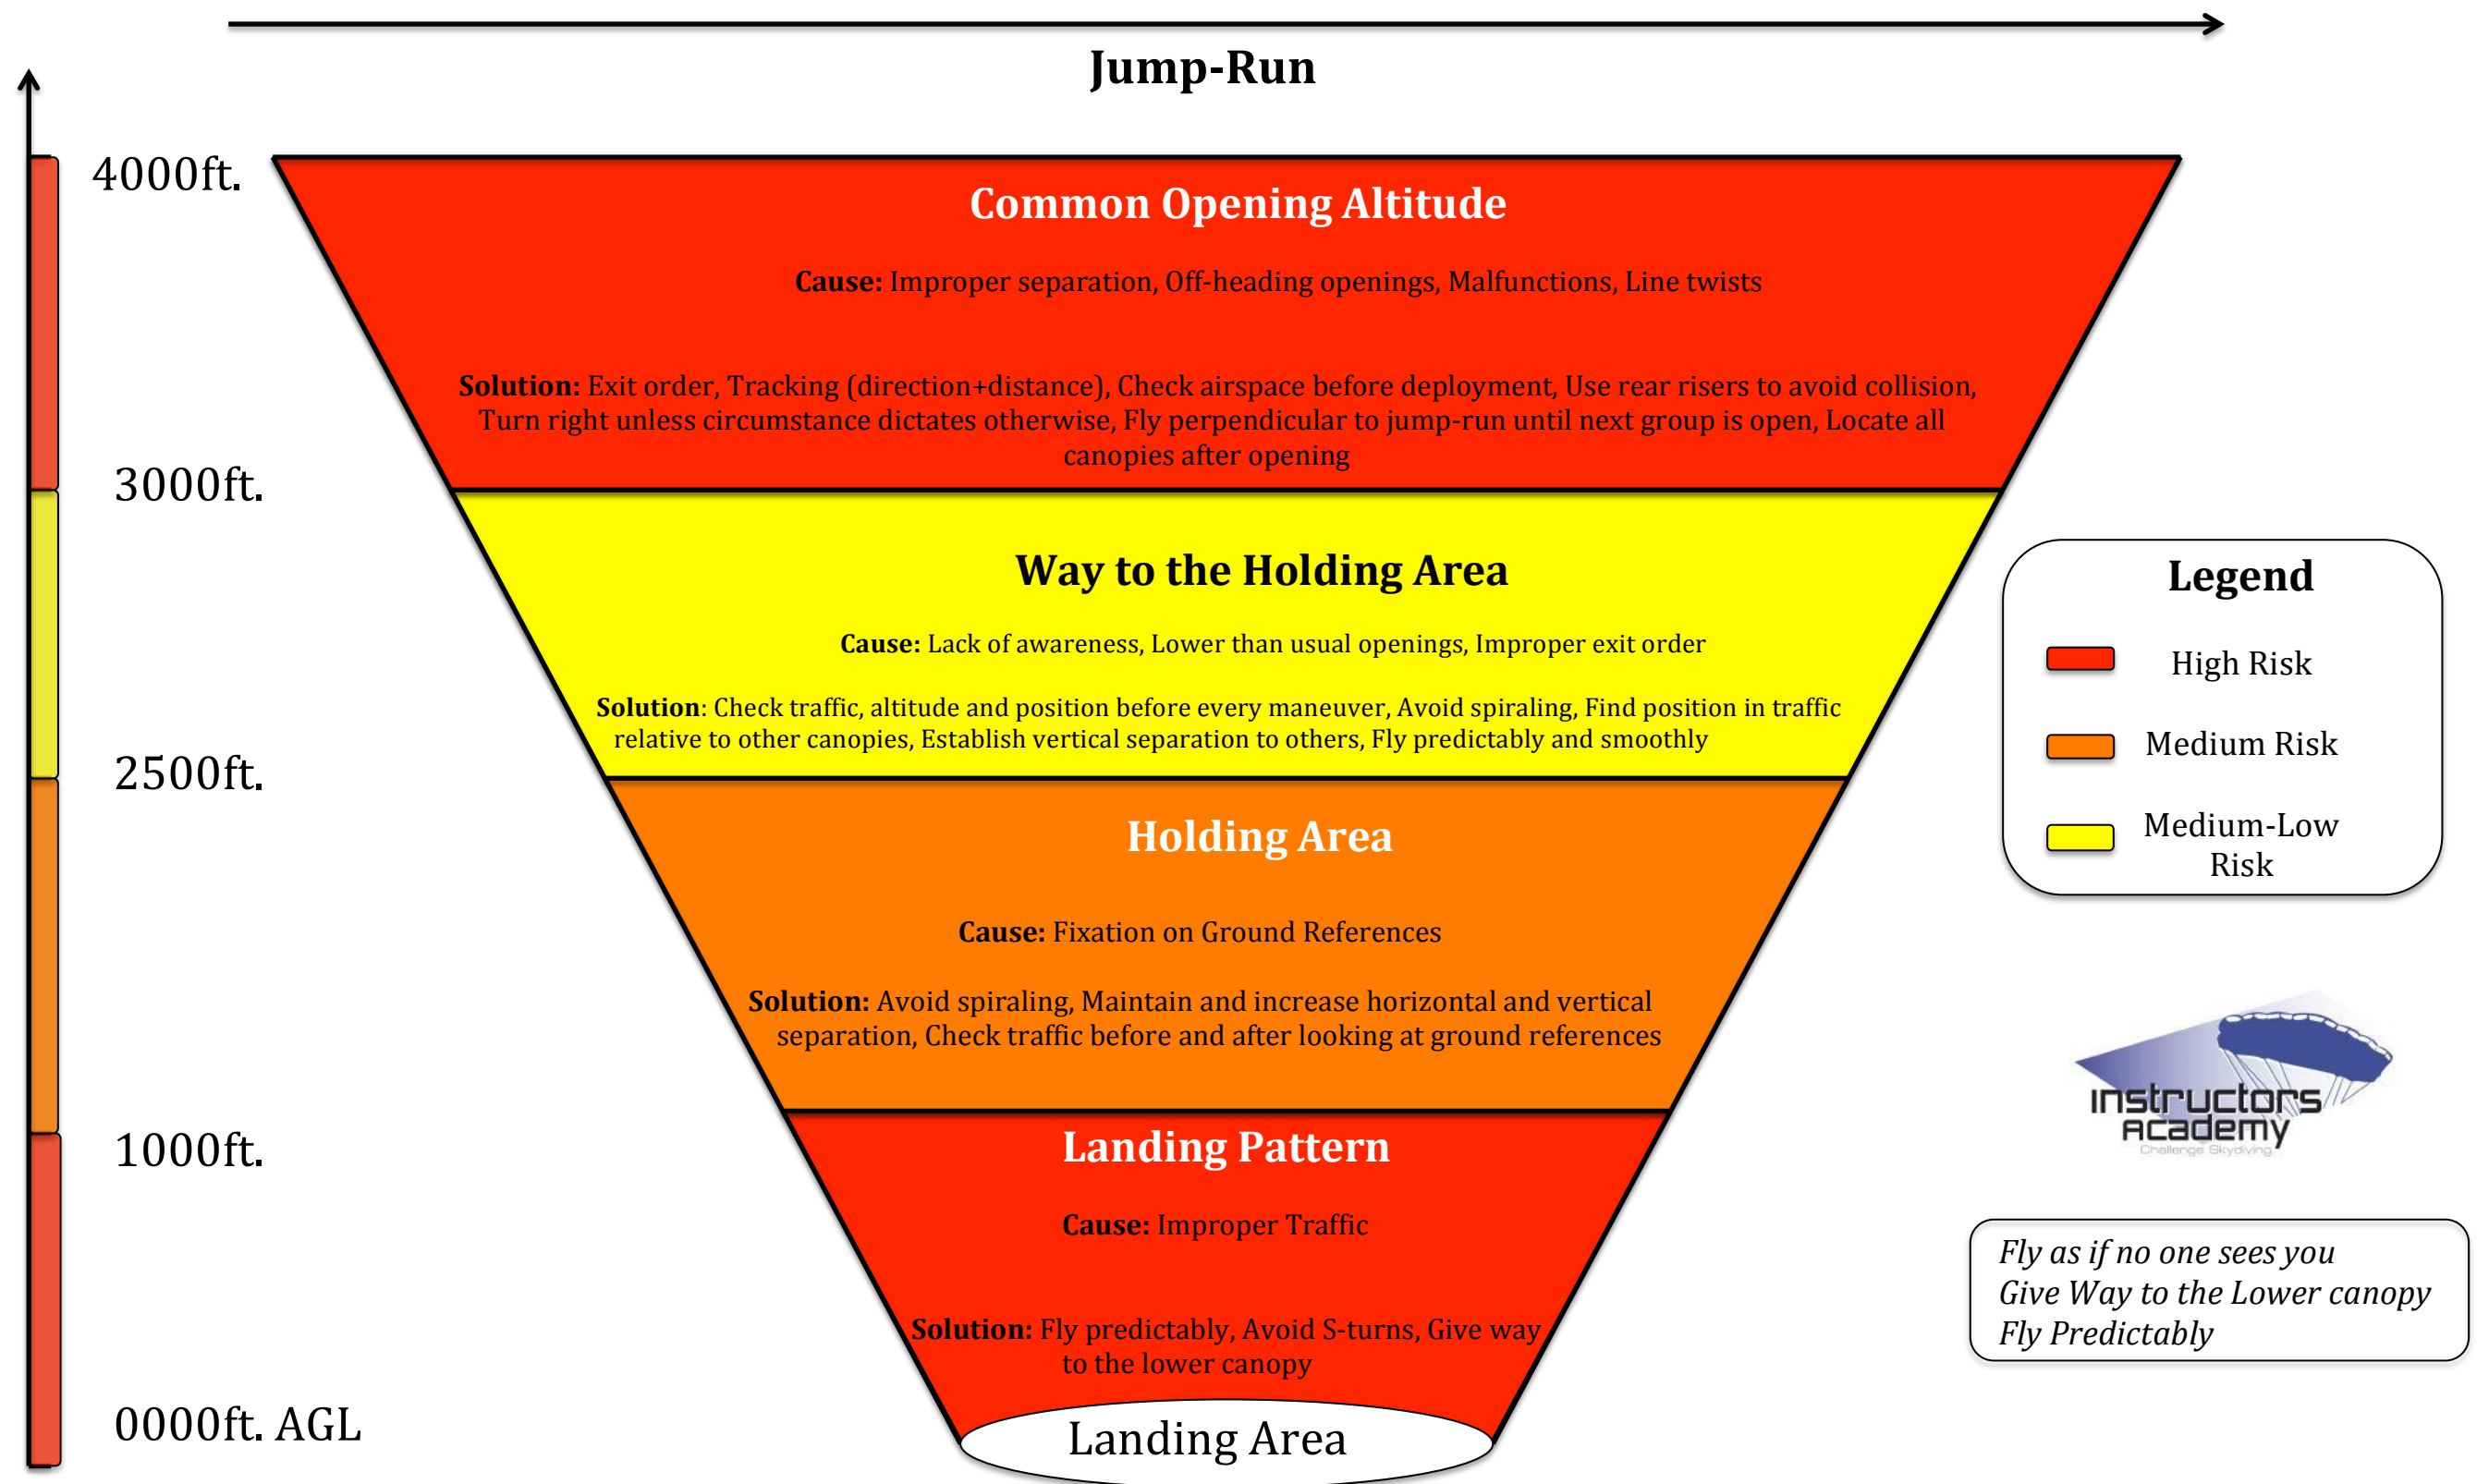 Jump-Run
4000ft.
Common Opening Altitude
Cause: Improper separation, Off-heading openings, Malfunctions, Line twists
Solution: Exit order, Tracking (direction+distance), Check airspace before deployment, Use rear risers to avoid collision,
Turn right unless circumstance dictates otherwise, Fly perpendicular to jump-run until next group is open, Locate all
canopies after opening
3000ft.
Way to the Holding Area
Cause: Lack of awareness, Lower than usual openings, Improper exit order
Solution: Check traffic, altitude and position before every maneuver, Avoid spiraling, Find position in traffic
relative to other canopies, Establish vertical separation to others, Fly predictably and smoothly
2500ft.
Holding Area
Cause: Fixation on Ground References
Solution: Avoid spiraling, Maintain and increase horizontal and vertical
separation, Check traffic before and after looking at ground references
1000ft.
Landing Pattern
Cause: Improper Traffic
Solution: Fly predictably, Avoid S-turns, Give way
to the lower canopy
0000ft. AGL
Landing Area
Legend
High Risk
Medium Risk
Medium-Low
Risk
instructors
academy
Challenge Skydiving
Fly as if no one sees you
Give Way to the Lower canopy
Fly Predictably